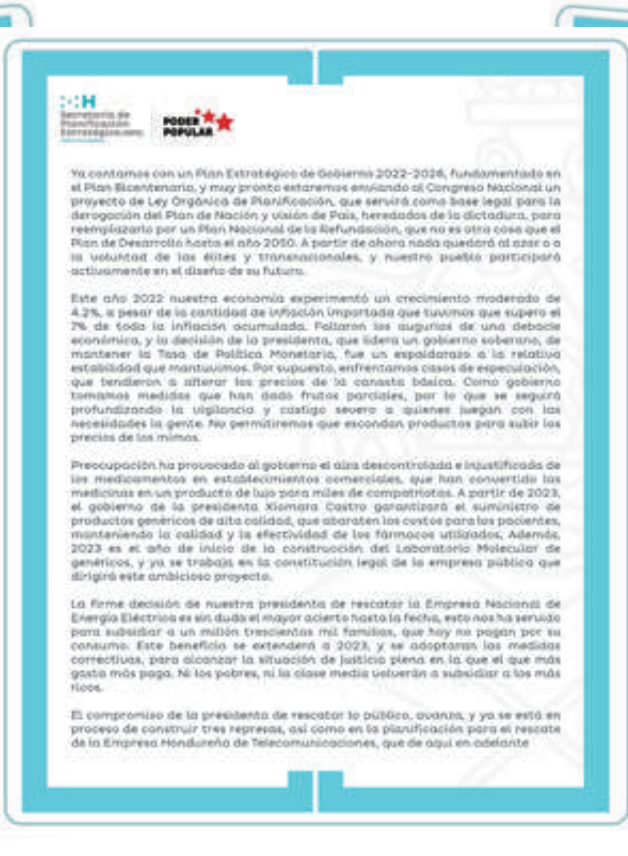 H
Secretaría de
Planificación
Estratégica
PODER
POPULAR
Ya contamos con un Plan Estratégico de Gobierno 2022-2026, fundamentado en
el Plan Bicentenario, y muy pronto estaremos enviando al Congreso Nacional un
proyecto de Ley Orgánica de Planificación, que servirá como base legal para la
derogación del Plan de Nación y visión de País, heredados de la dictadura, para
reemplazarlo por un Plan Nacional de la Refundación, que no es otra cosa que el
Plan de Desarrollo hasta el año 2050. A partir de ahora nada quedará al azar o a
la voluntad de las élites y transnacionales, y nuestro pueblo participará
activamente en el diseño de su futuro.
Este año 2022 nuestra economía experimentó un crecimiento moderado de
4.2%, a pesar de la cantidad de inflación importada que tuvimos que supero el
7% de toda la inflación acumulada. Fallaron los augurios de una debacle
económica, y la decisión de la presidenta, que lidera un gobierno soberano, de
mantener la Tasa de Política Monetaria, fue un espaldarazo a la relativa
estabilidad que mantuvimos. Por supuesto, enfrentamos casos de especulación,
que tendieron a alterar los precios de la canasta básica. Como gobierno
tomamos medidas que han dado frutos parciales, por lo que se seguirá
profundizando la vigilancia y castigo severo a quienes juegan con las
necesidades la gente. No permitiremos que escondan productos para subir los
precios de los mimos.
Preocupación ha provocado al gobierno el alza descontrolada e injustificada de
los medicamentos en establecimientos comerciales, que han convertido las
medicinas en un producto de lujo para miles de compatriotas. A partir de 2023,
el gobierno de la presidenta Xiomara Castro garantizará el suministro de
productos genéricos de alta calidad, que abaraten los costos para los pacientes,
manteniendo la calidad y la efectividad de los fármacos utilizados, Además,
2023 es el año de inicio de la construcción del Laboratorio Molecular de
genéricos, y ya se trabaja en la constitución legal de la empresa pública que
dirigirá este ambicioso proyecto.
La firme decisión de nuestra presidenta de rescatar la Empresa Nacional de
Energía Eléctrica es sin duda el mayor acierto hasta la fecha, esto nos ha servido
para subsidiar a un millón trescientas mil familias, que hoy no pagan por su
consumo. Este beneficio se extenderá a 2023, y se adoptaran las medidas
correctivas, para alcanzar la situación de justicia plena en la que el que más
gasta más paga. Ni los pobres, ni la clase media volverán a subsidiar a los más
ricos.
El compromiso de la presidenta de rescatar lo público, avanza, y ya se está en
proceso de construir tres represas, así como en la planificación para el rescate
de la Empresa Hondureña de Telecomunicaciones, que de aquí en adelante